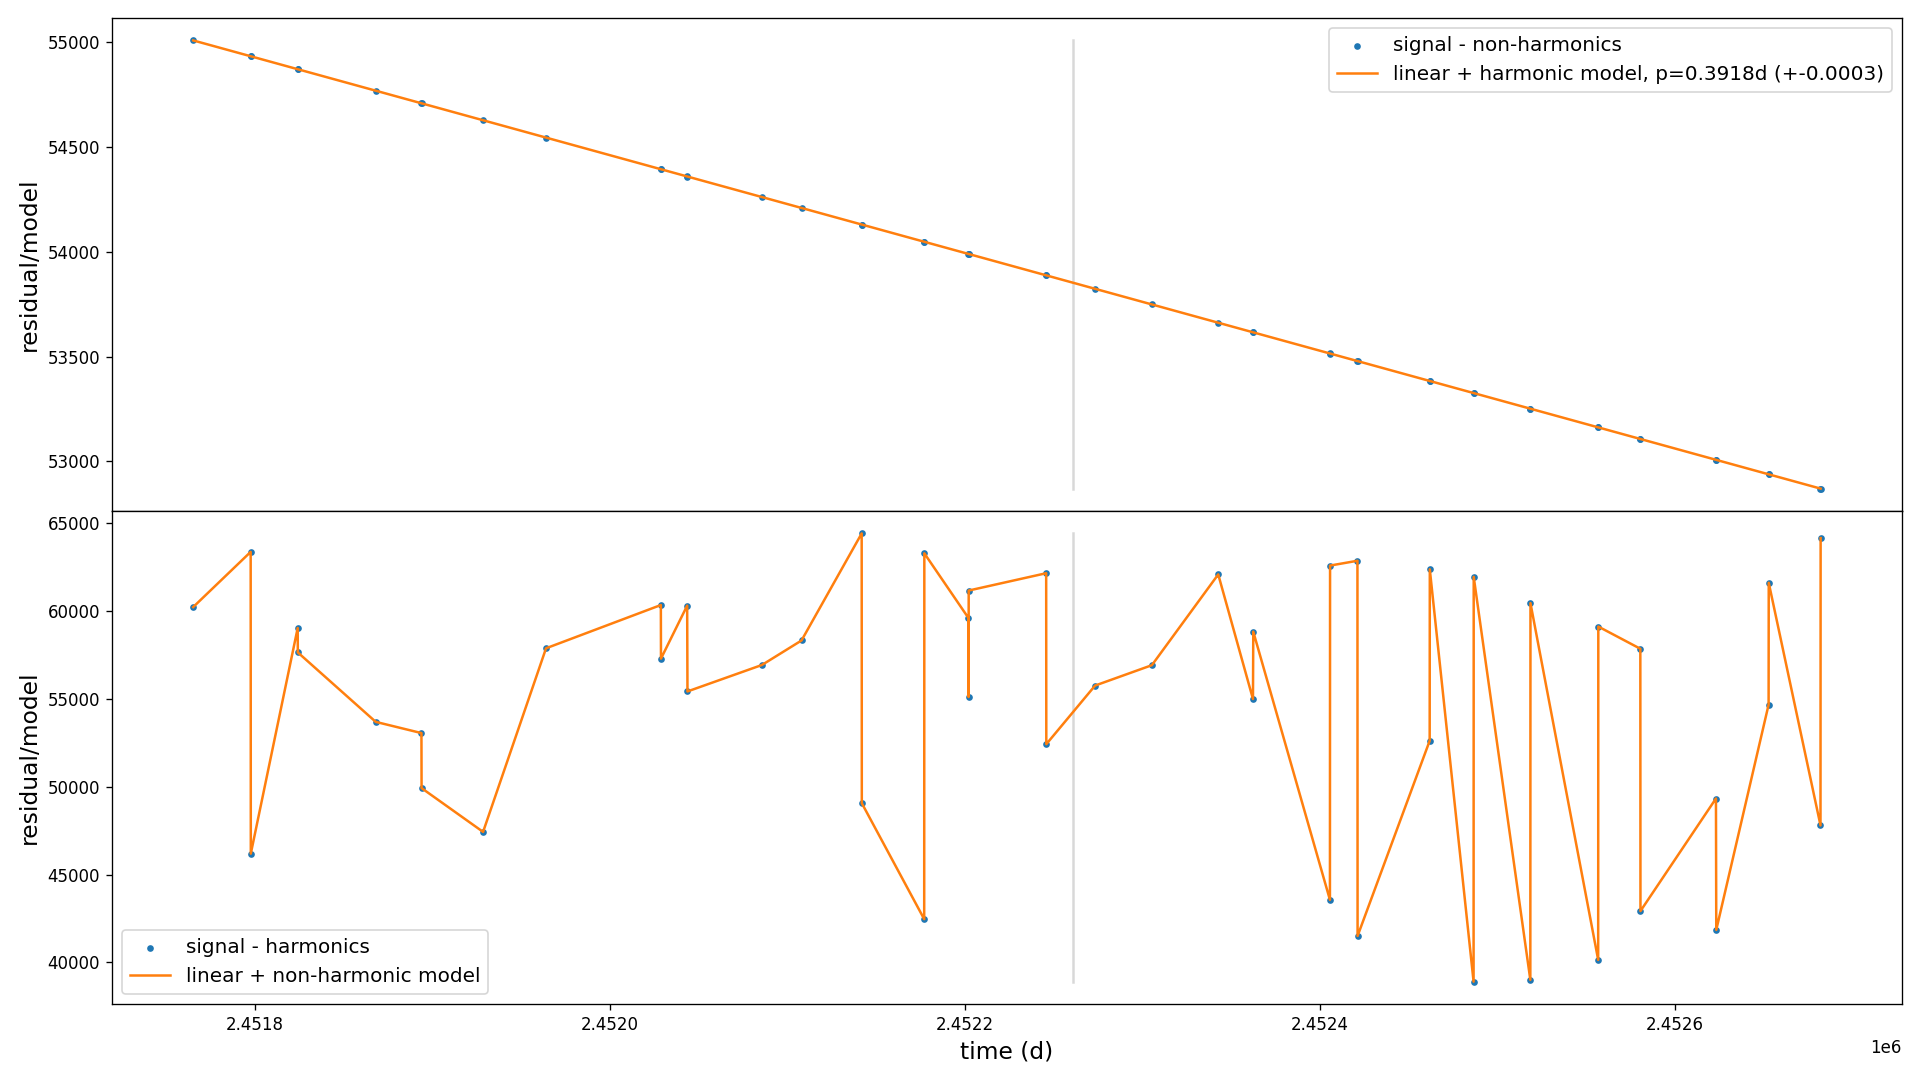 55000
54500
54000
53500
53000
residual/model
signal - non-harmonics
linear + harmonic model, p=0.3918d (+-0.0003)
65000
60000
55000
50000
45000
40000
residual/model
signal - harmonics
linear + non-harmonic model
2.4518
2.4520
2.4522
2.4524
2.4526
1e6
time (d)